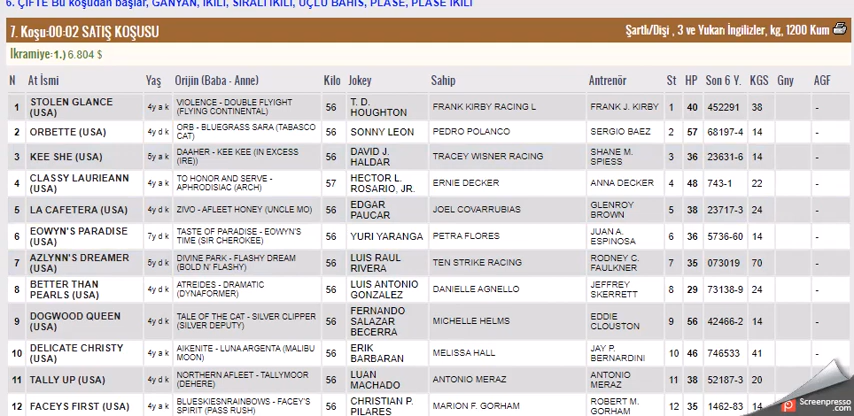 6. ÇİFTE Bu koşudan başlar, GANYAN, İKİLİ, SIRALI İKİLİ, ÜÇLÜ BAHİS, PLASE, PLASE İKİLİ
7. Koşu:00:02 SATIŞ KOŞUSU Şartlı/Dişi , 3 ve Yukarı İngilizler, kg, 1200 Kum
İkramiye:1.) 6.804 $
N At İsmi Yaş Orijin (Baba - Anne) Kilo Jokey Sahip Antrenör St HP Son 6 Y. KGS Gny AGF
1 STOLEN GLANCE (USA) 4y a k VIOLENCE - DOUBLE FLYIGHT (FLYING CONTINENTAL) 56 T. D. HOUGHTON FRANK KIRBY RACING L FRANK J. KIRBY 1 40 452291 38 -
2 ORBETTE (USA) 4y d k ORB - BLUEGRASS SARA (TABASCO CAT) 56 SONNY LEON PEDRO POLANCO SERGIO BAEZ 2 57 68197-4 14 -
3 KEE SHE (USA) 5y a k DAAHER - KEE KEE (IN EXCESS (IRE)) 56 DAVID J. HALDAR TRACEY WISNER RACING SHANE M. SPIESS 3 36 23631-6 14 -
4 CLASSY LAURIEANN (USA) 4y a k TO HONOR AND SERVE - APHRODISIAC (ARCH) 57 HECTOR L. ROSARIO, JR. ERNIE DECKER ANNA DECKER 4 48 743-1 22 -
5 LA CAFETERA (USA) 4y d k ZIVO - AFLEET HONEY (UNCLE MO) 56 EDGAR PAUCAR JOEL COVARRUBIAS GLENROY BROWN 5 38 23717-3 24 -
6 EOWYN'S PARADISE (USA) 7y d k TASTE OF PARADISE - EOWYN'S TIME (SIR CHEROKEE) 56 YURI YARANGA PETRA FLORES JUAN A. ESPINOSA 6 36 5736-60 14 -
7 AZLYNN'S DREAMER (USA) 5y d k DIVINE PARK - FLASHY DREAM (BOLD N' FLASHY) 56 LUIS RAUL RIVERA TEN STRIKE RACING RODNEY C. FAULKNER 7 35 073019 70 -
8 BETTER THAN PEARLS (USA) 4y d k ATREIDES - DRAMATIC (DYNAFORMER) 56 LUIS ANTONIO GONZALEZ DANIELLE AGNELLO JEFFREY SKERRETT 8 29 73138-9 24 -
9 DOGWOOD QUEEN (USA) 4y d k TALE OF THE CAT - SILVER CLIPPER (SILVER DEPUTY) 56 FERNANDO SALAZAR BECERRA MICHELLE HELMS EDDIE CLOUSTON 9 56 42466-2 14 -
10 DELICATE CHRISTY (USA) 4y a k AIKENITE - LUNA ARGENTA (MALIBU MOON) 56 ERIK BARBARAN MELISSA HALL JAY P. BERNARDINI 10 46 746533 41 -
11 TALLY UP (USA) 4y d k NORTHERN AFLEET - TALLYMOOR (DEHERE) 56 LUAN MACHADO ANTONIO MERAZ ANTONIO MERAZ 11 38 52187-3 20 -
12 FACEYS FIRST (USA) 4y a k BLUESKIESNRAINBOWS - FACEY'S SPIRIT (PASS RUSH) 56 CHRISTIAN P. PILARES MARION F. GORHAM ROBERT M. GORHAM 12 35 1462-83 14
Screenpresso.com